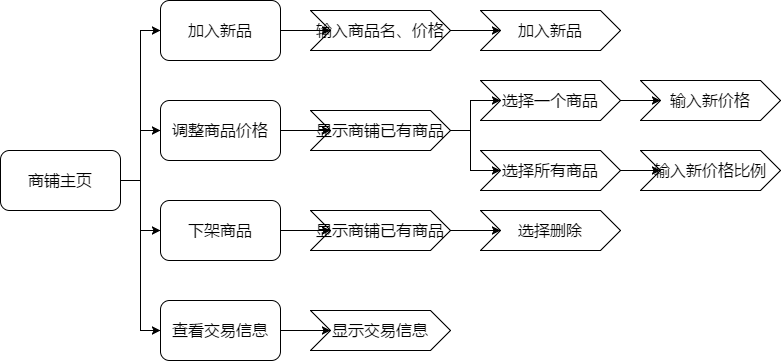 商铺主页
加入新品
输入商品名、价格
加入新品
调整商品价格
显示商铺已有商品
选择一个商品
输入新价格
选择所有商品
输入新价格比例
下架商品
显示商铺已有商品
选择删除
查看交易信息
显示交易信息